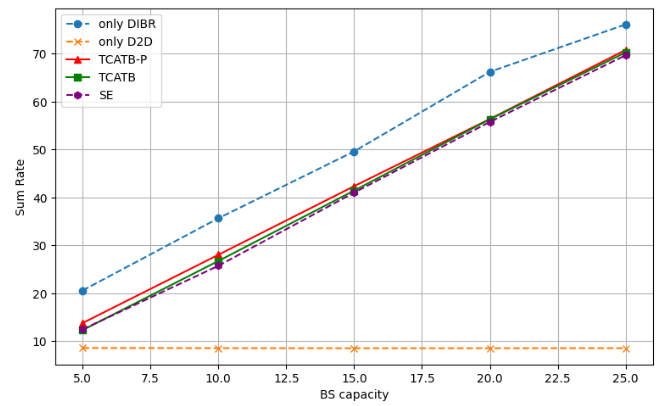 only DIBR
only D2D
TCATB-P
TCATB
SE
Sum Rate
70
60
50
40
30
20
10
5.0 7.5 10.0 12.5 15.0 17.5 20.0 22.5 25.0
BS capacity